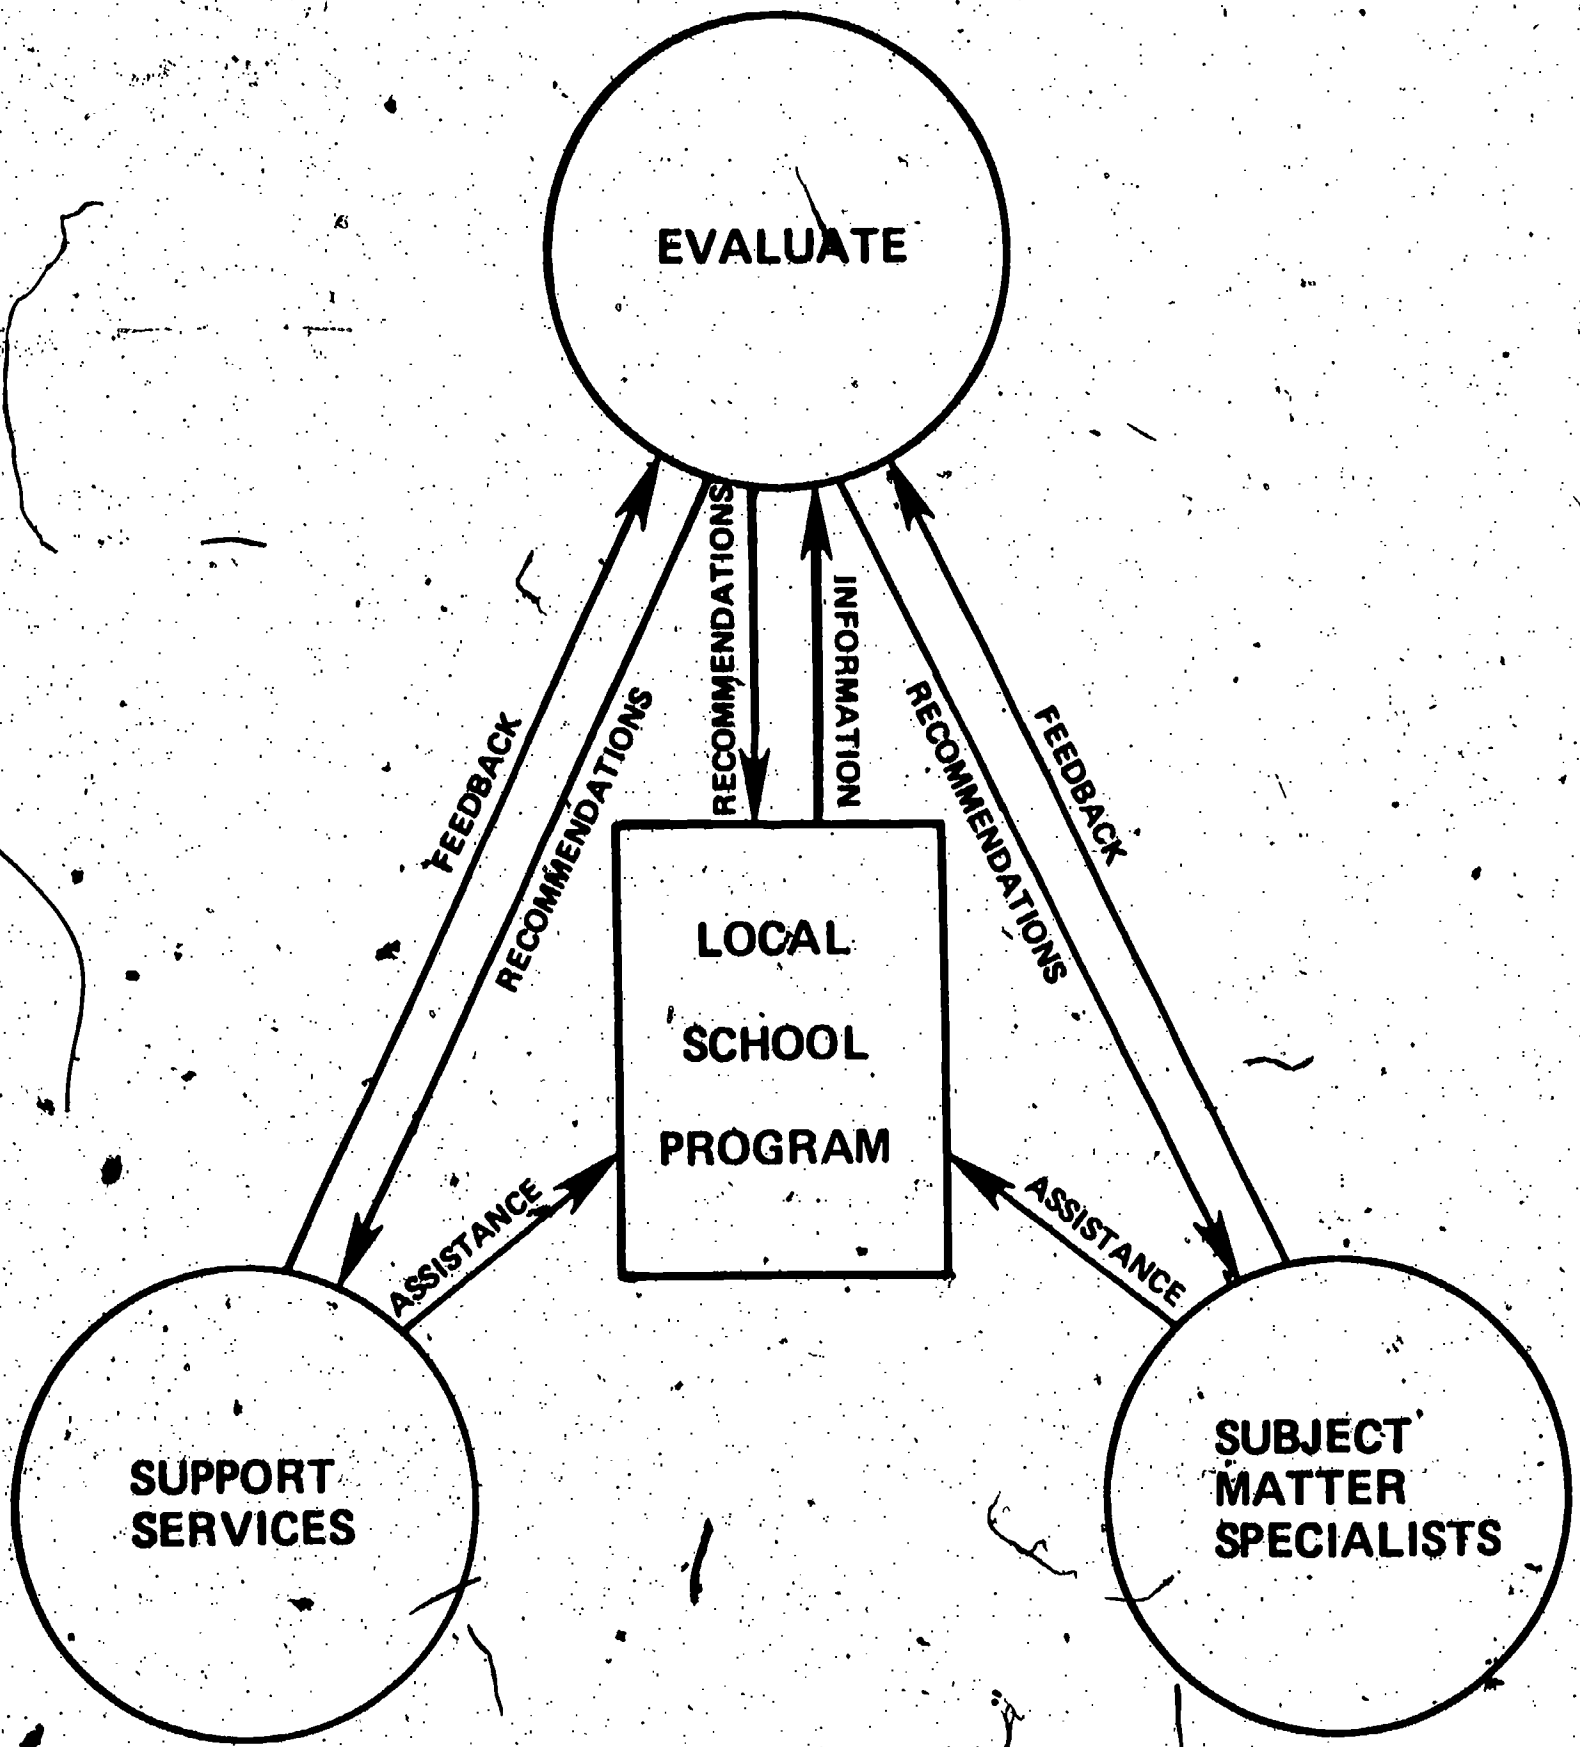 EVALUATE
FEEDBACK
RECOMMENDATIONS
RECOMMENDATIONS
INFORMATION
RECOMMENDATIONS
FEEDBACK
LOCAL
SCHOOL
PROGRAM
ASSISTANCE
ASSISTANCE
SUPPORT
SERVICES
SUBJECT
MATTER
SPECIALISTS